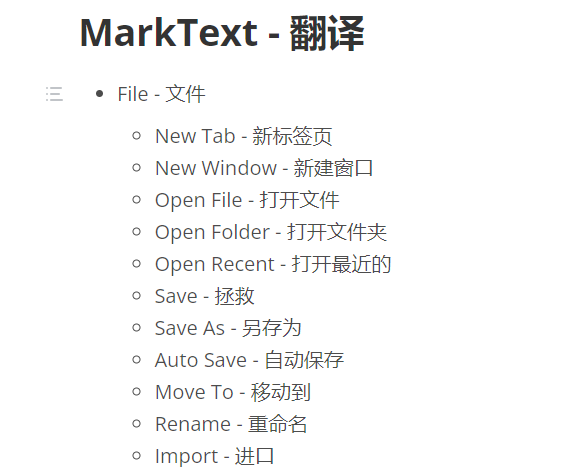 MarkText - 翻译
File - 文件
New Tab - 新标签页
New Window - 新建窗口
Open File - 打开文件
Open Folder - 打开文件夹
Open Recent - 打开最近的
Save - 拯救
Save As - 另存为
Auto Save - 自动保存
Move To - 移动到
Rename - 重命名
Import - 进口